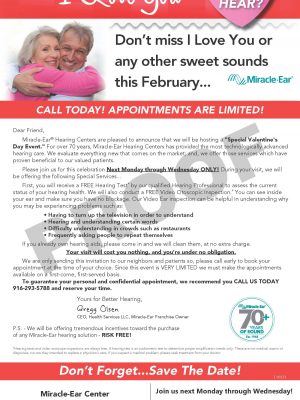 I Love You
HEAR?
Don't miss I Love You or
any other sweet sounds
this February...
Miracle-Ear®
CALL TODAY! APPOINTMENTS ARE LIMITED!
Dear Friend,
Miracle-Ear® Hearing Centers are pleased to announce that we will be hosting a "Special Valentine's
Day Event." For over 70 years, Miracle-Ear Hearing Centers has provided the most technologically advanced
hearing care. We evaluate everything new that comes on the market, and, we offer those services which have
proven beneficial to our valued patients.
Please join us for this celebration Next Monday through Wednesday ONLY! During your visit, we will
be offering the following Special Services...
First, you will receive a FREE Hearing Test¹ by our qualified Hearing Professional to assess the current
status of your hearing health. We will also conduct a FREE Video Otoscope Inspection¹. You can see inside
your ear and make sure you have no blockage. Our Video Ear Inspection can be helpful in understanding why
you may be experiencing problems such as:
• Having to turn up the television in order to understand
• Hearing and understanding certain words
• Difficulty understanding in crowds such as restaurants
• Frequently asking people to repeat themselves
If you already own hearing aids, please come in and we will clean them, at no extra charge.
Your visit will cost you nothing, and you're under no obligation.
We are only sending this invitation to our neighbors and patients so, please call early to book your
appointment at the time of your choice. Since this event is VERY LIMITED we must make the appointments
available on a first-come, first-served basis.
To guarantee your personal and confidential appointment, we recommend you CALL US TODAY
916-293-5788 and reserve your time.
Yours for Better Hearing,
Gregg Olsen
CEO, Health Services LLC, Miracle-Ear Franchise Owner
P.S. - We will be offering tremendous incentives toward the purchase
of any Miracle-Ear hearing solution - RISK FREE!
Miracle-Ear
70+
YEARS
OF SOUND
Est. 1948
Don't Forget...Save The Date!
Miracle-Ear Center
Join us next Monday through Wednesday!